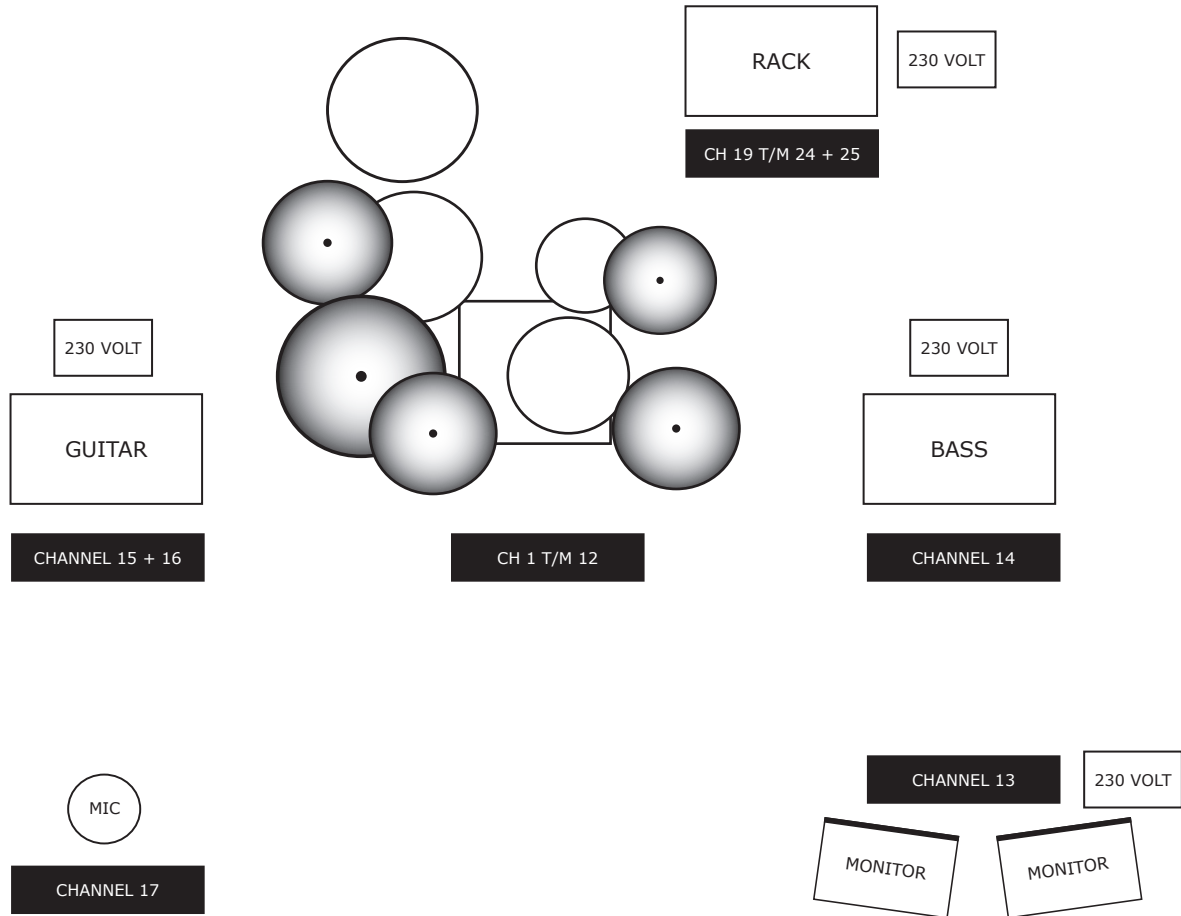 RACK
230 VOLT
CH 19 T/M 24 + 25
230 VOLT
GUITAR
CHANNEL 15 + 16
CH 1 T/M 12
230 VOLT
BASS
CHANNEL 14
MIC
CHANNEL 17
CHANNEL 13
230 VOLT
MONITOR
MONITOR